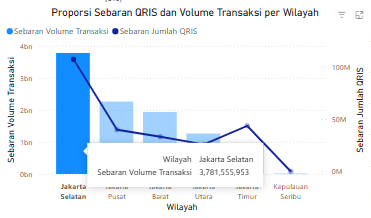 Proporsi Sebaran QRIS dan Volume Transaksi per Wilayah
Sebaran Volume Transaksi Sebaran Jumlah QRIS
4bn
3bn
2bn
1bn
0bn
Sebaran Volume Transaksi
100M
50M
0M
Sebaran Jumlah QRIS
Wilayah Jakarta Selatan
Sebaran Volume Transaksi 3,781,555,953
Jakarta Selatan
Jakarta Pusat
Jakarta Barat
Jakarta Utara
Jakarta Timur
Kepulauan Seribu
Wilayah